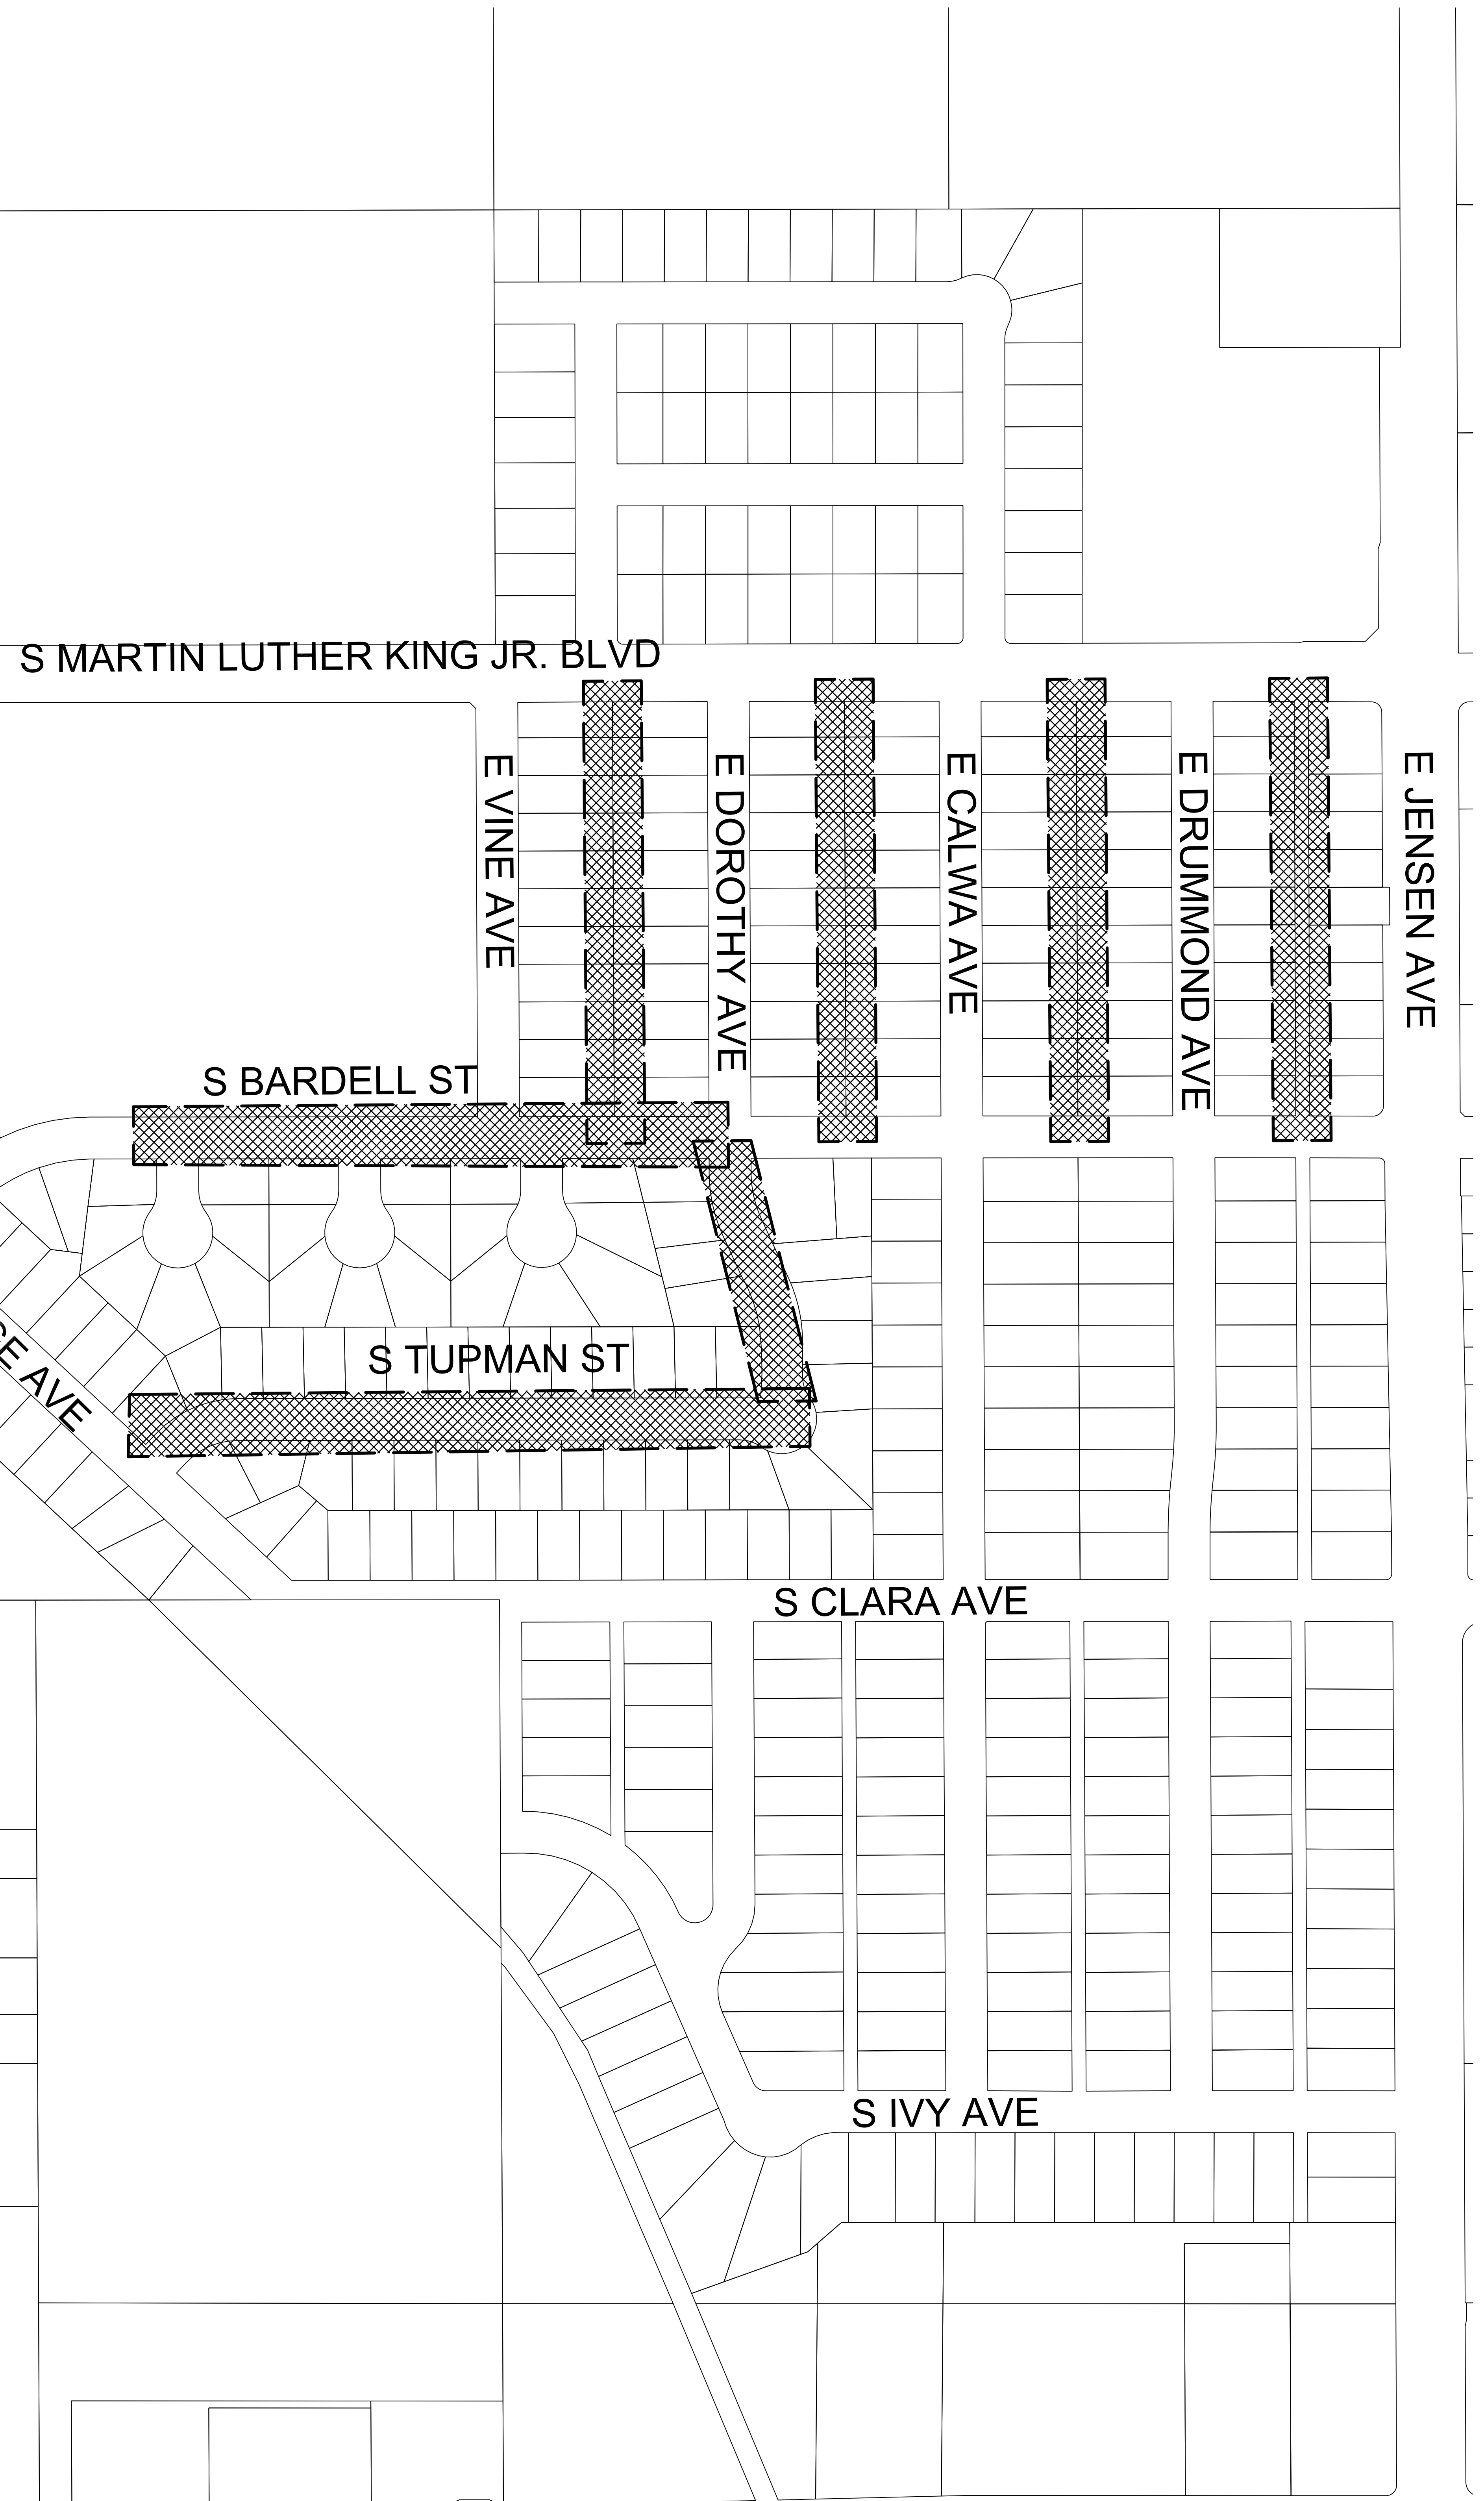 S MARTIN LUTHER KING JR. BLVD
E VINE AVE
E DOROTHY AVE
E CALWA AVE
E DRUMMOND AVE
E JENSEN AVE
S BARDELL ST
S TUPMAN ST
AVE
S CLARA AVE
S IVY AVE